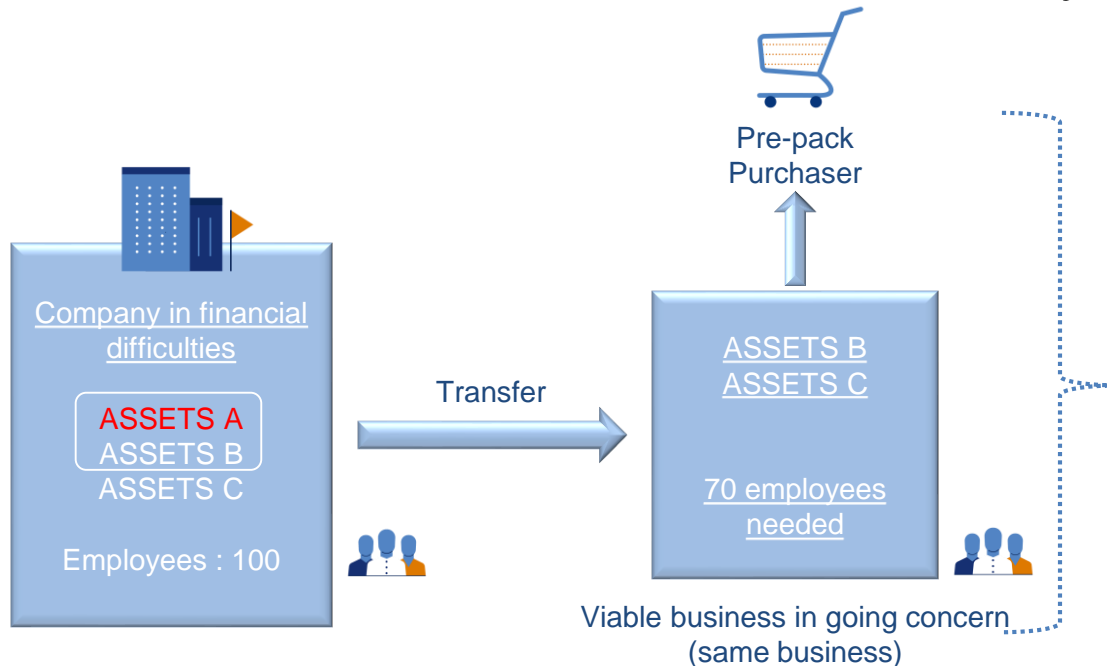 Pre-pack
Purchaser
Company in financial
difficulties
ASSETS A
ASSETS B
ASSETS C
Employees : 100
Transfer
ASSETS B
ASSETS C
70 employees
needed
Viable business in going concern
(same business)